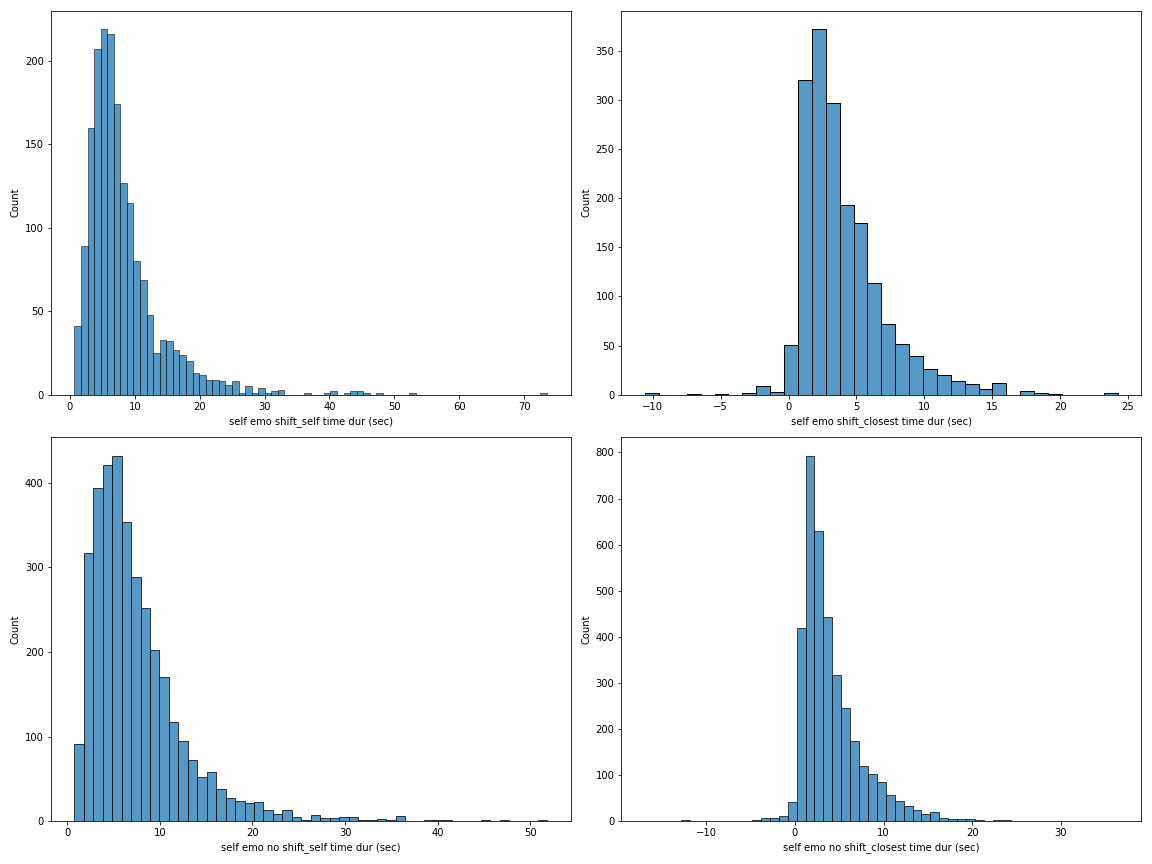 Count
200
150
100
50
0
0 10 20 30 40 50 60 70
self emo shift_self time dur (sec)
Count
350
300
250
200
150
100
50
0
−10 −5 0 5 10 15 20 25
self emo shift_closest time dur (sec)
Count
400
300
200
100
0
0 10 20 30 40 50
self emo no shift_self time dur (sec)
Count
800
700
600
500
400
300
200
100
0
−10 0 10 20 30
self emo no shift_closest time dur (sec)